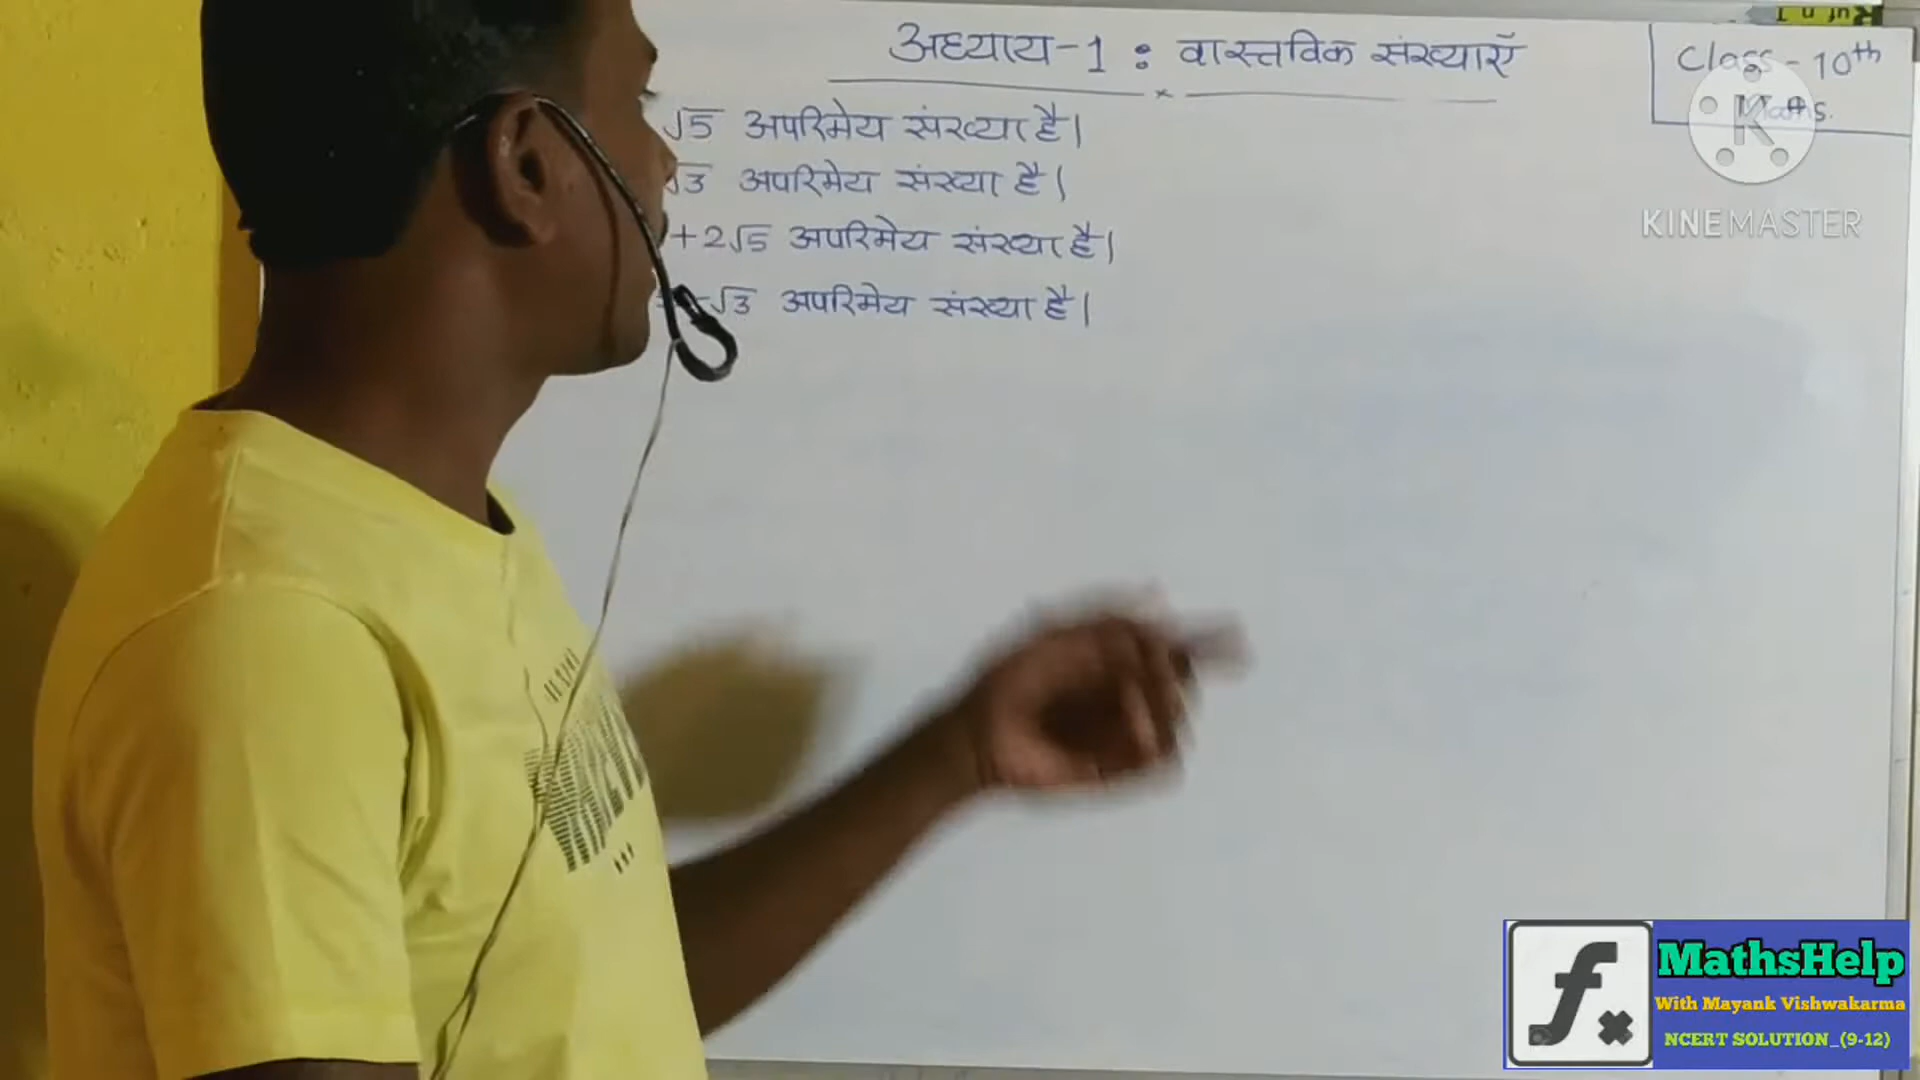 अध्याय-1 : वास्तविक संख्याएँ
Class - 10th
Maths.
√5 अपरिमेय संख्या है।
√3 अपरिमेय संख्या है।
+2√5 अपरिमेय संख्या है।
-√3 अपरिमेय संख्या है।
KINEMASTER
MathsHelp
With Mayank Vishwakarma
NCERT SOLUTION_(9-12)